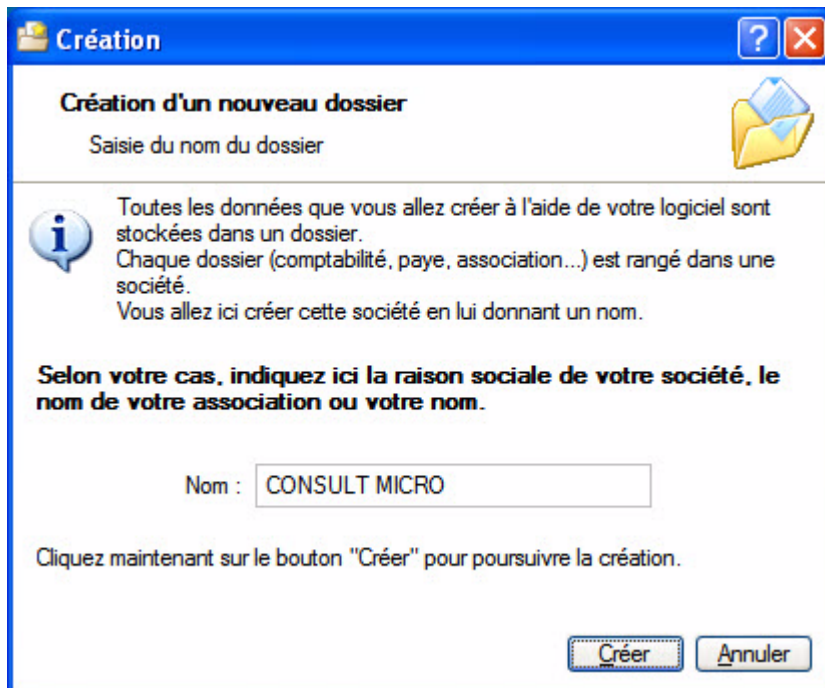 Création
Création d'un nouveau dossier
Saisie du nom du dossier
Toutes les données que vous allez créer à l'aide de votre logiciel sont
stockées dans un dossier.
Chaque dossier (comptabilité, paye, association...) est rangé dans une
société.
Vous allez ici créer cette société en lui donnant un nom.
Selon votre cas, indiquez ici la raison sociale de votre société, le
nom de votre association ou votre nom.
Nom : CONSULT MICRO
Cliquez maintenant sur le bouton "Créer" pour poursuivre la création.
Créer Annuler